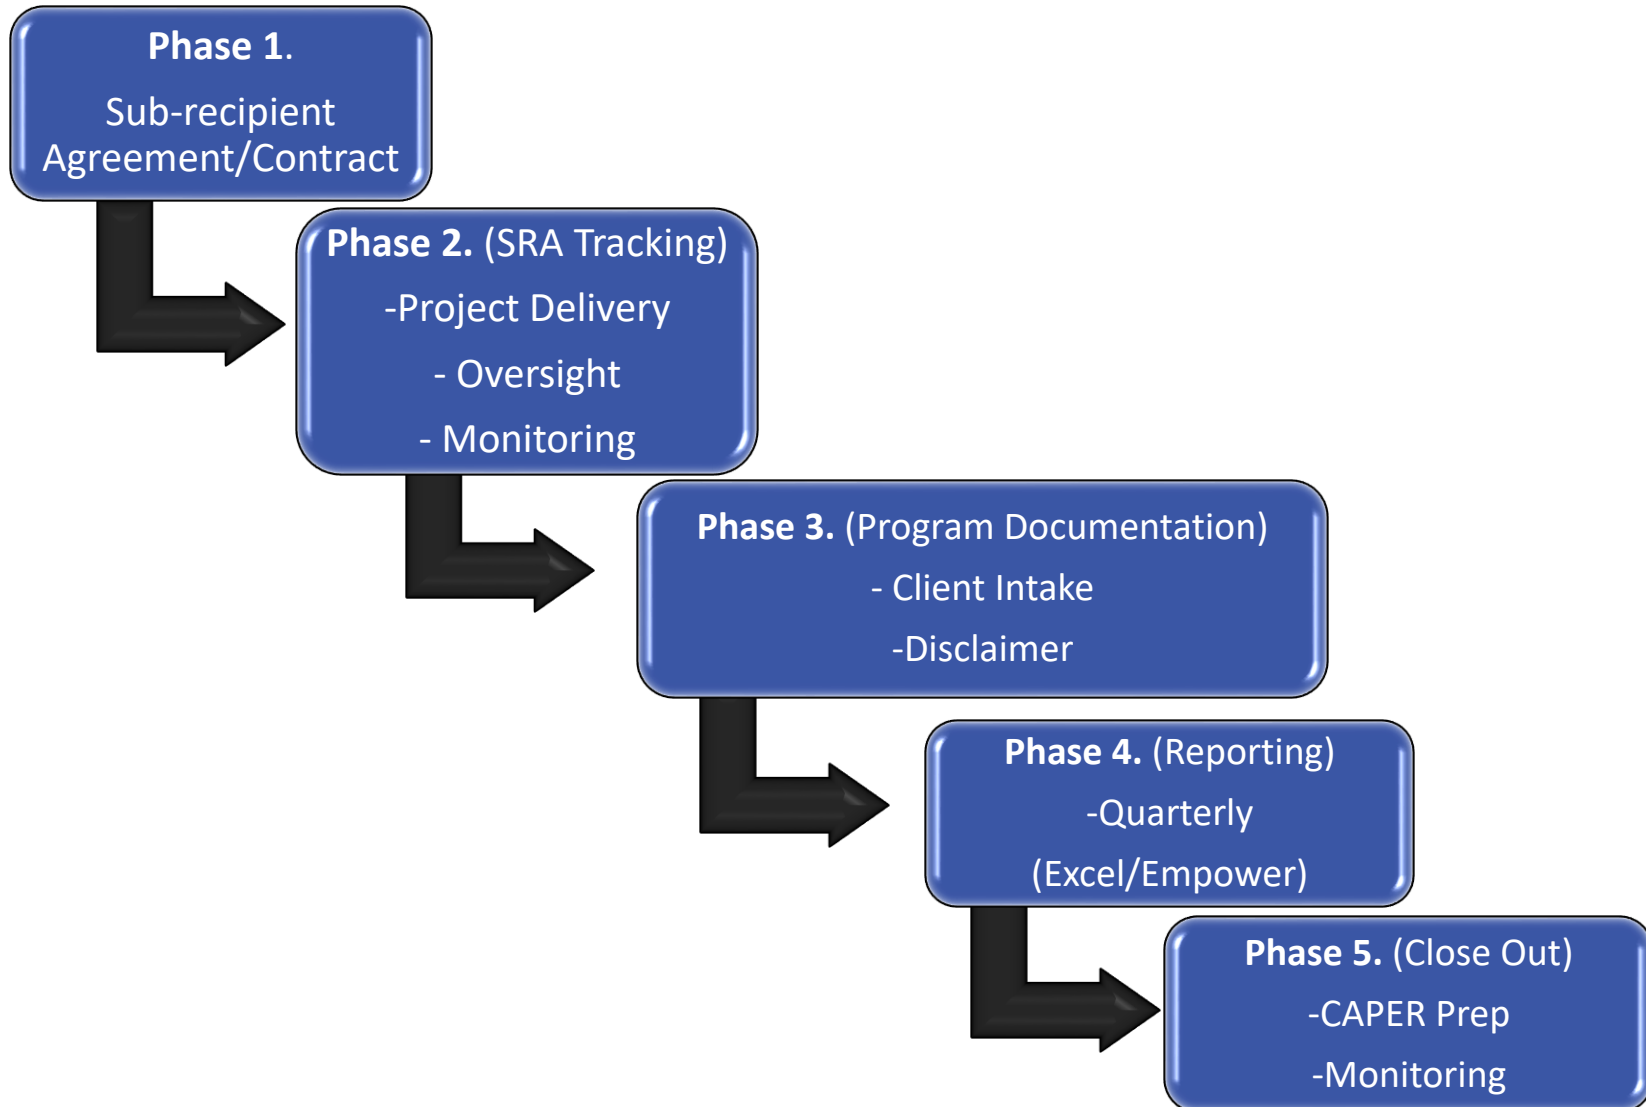 Phase 1.
Sub-recipient
Agreement/Contract
Phase 2. (SRA Tracking)
-Project Delivery
- Oversight
- Monitoring
Phase 3. (Program Documentation)
- Client Intake
-Disclaimer
Phase 4. (Reporting)
-Quarterly
(Excel/Empower)
Phase 5. (Close Out)
-CAPER Prep
-Monitoring